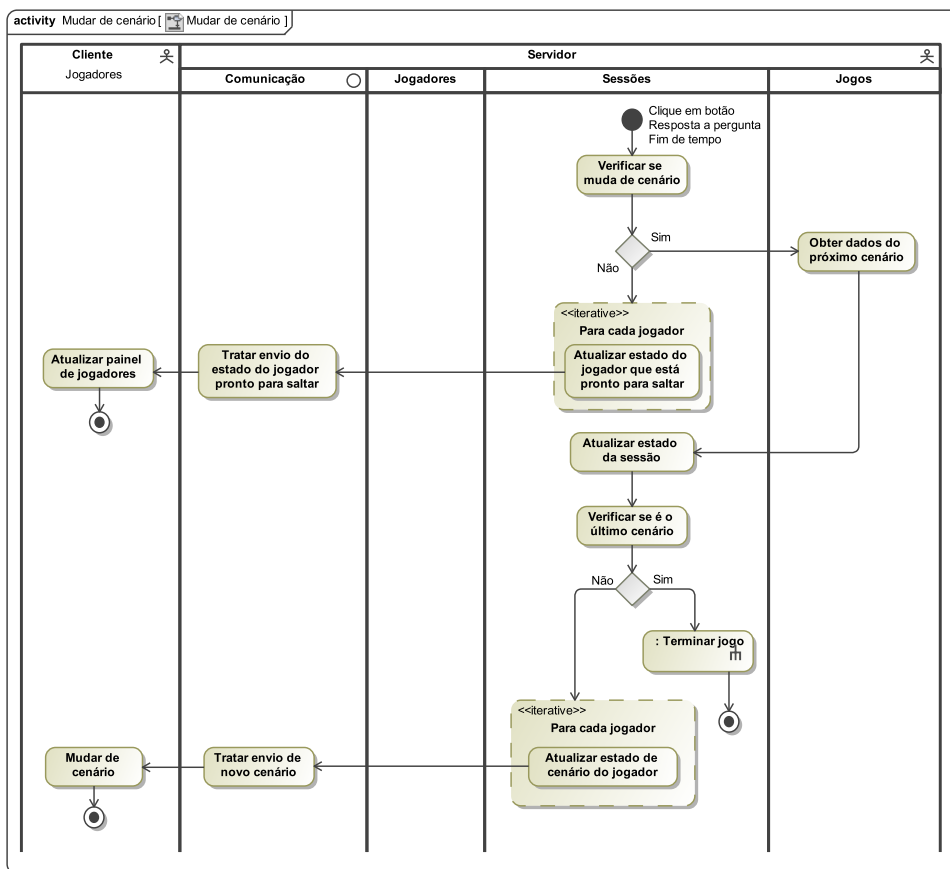 activity Mudar de cenário [ Mudar de cenário ]
Cliente
Jogadores
Servidor
Comunicação
Jogadores
Sessões
Jogos
Clique em botão
Resposta a pergunta
Fim de tempo
Verificar se
muda de cenário
Sim
Não
Obter dados do
próximo cenário
<<iterative>>
Para cada jogador
Atualizar estado do
jogador que está
pronto para saltar
Tratar envio do
estado do jogador
pronto para saltar
Atualizar painel
de jogadores
Atualizar estado
da sessão
Verificar se é o
último cenário
Não
Sim
: Terminar jogo
<<iterative>>
Para cada jogador
Atualizar estado de
cenário do jogador
Tratar envio de
novo cenário
Mudar de
cenário